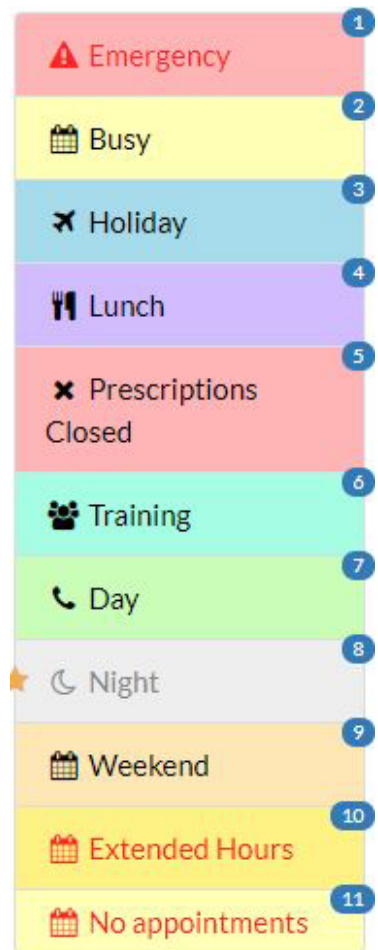 1
Emergency
2
Busy
3
Holiday
4
Lunch
5
Prescriptions
Closed
6
Training
7
Day
8
Night
9
Weekend
10
Extended Hours
11
No appointments